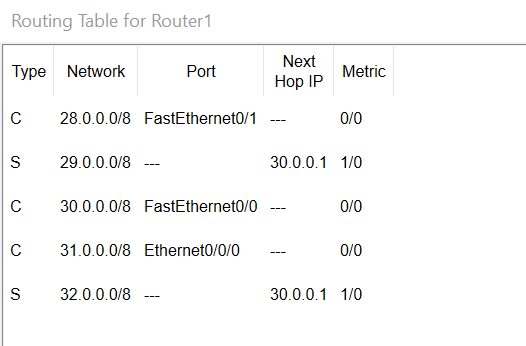 Routing Table for Router1
Type Network Port Next Hop IP Metric
C 28.0.0.0/8 FastEthernet0/1 --- 0/0
S 29.0.0.0/8 --- 30.0.0.1 1/0
C 30.0.0.0/8 FastEthernet0/0 --- 0/0
C 31.0.0.0/8 Ethernet0/0/0 --- 0/0
S 32.0.0.0/8 --- 30.0.0.1 1/0